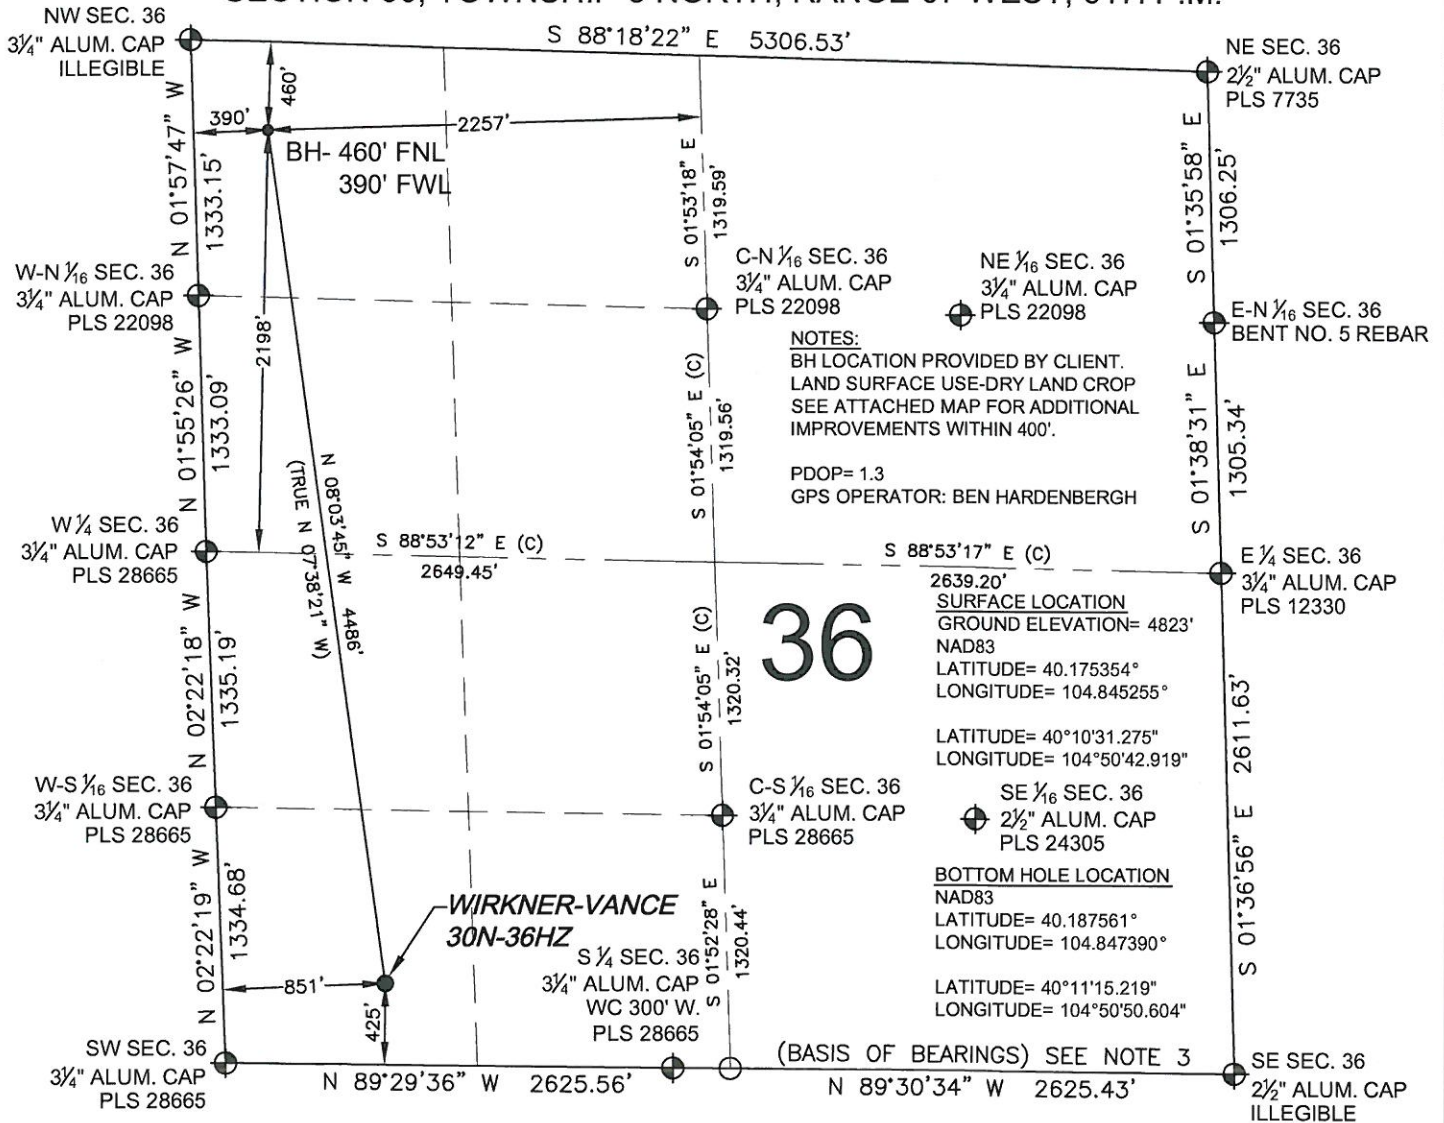 SECTION 36, TOWNSHIP 3 NORTH, RANGE 67 WEST, 6TH P.M.
NW SEC. 36
3¼" ALUM. CAP
ILLEGIBLE
S 88°18'22" E 5306.53'
NE SEC. 36
2½" ALUM. CAP
PLS 7735
460'
390'
2257'
BH- 460' FNL
390' FWL
N 01°57'47" W
1333.15'
S 01°53'18" E
1319.59'
S 01°35'58" E
1306.25'
W-N 1/16 SEC. 36
3¼" ALUM. CAP
PLS 22098
C-N 1/16 SEC. 36
3¼" ALUM. CAP
PLS 22098
NE 1/16 SEC. 36
3¼" ALUM. CAP
PLS 22098
E-N 1/16 SEC. 36
BENT NO. 5 REBAR
2198'
NOTES:
BH LOCATION PROVIDED BY CLIENT.
LAND SURFACE USE-DRY LAND CROP
SEE ATTACHED MAP FOR ADDITIONAL
IMPROVEMENTS WITHIN 400'.
PDOP= 1.3
GPS OPERATOR: BEN HARDENBERGH
N 01°55'26" W
1333.09'
N 08°03'45" W 4486'
(TRUE N 07°38'21" W)
S 01°54'05" E (C)
1319.56'
S 01°38'31" E
1305.34'
W ¼ SEC. 36
3¼" ALUM. CAP
PLS 28665
S 88°53'12" E (C)
2649.45'
S 88°53'17" E (C)
2639.20'
E ¼ SEC. 36
3¼" ALUM. CAP
PLS 12330
36
SURFACE LOCATION
GROUND ELEVATION= 4823'
NAD83
LATITUDE= 40.175354°
LONGITUDE= 104.845255°
LATITUDE= 40°10'31.275"
LONGITUDE= 104°50'42.919"
N 02°22'18" W
1335.19'
S 01°54'05" E (C)
1320.32'
W-S 1/16 SEC. 36
3¼" ALUM. CAP
PLS 28665
C-S 1/16 SEC. 36
3¼" ALUM. CAP
PLS 28665
SE 1/16 SEC. 36
2½" ALUM. CAP
PLS 24305
S 01°36'56" E 2611.63'
BOTTOM HOLE LOCATION
NAD83
LATITUDE= 40.187561°
LONGITUDE= 104.847390°
LATITUDE= 40°11'15.219"
LONGITUDE= 104°50'50.604"
N 02°22'19" W
1334.68'
WIRKNER-VANCE
30N-36HZ
851'
425'
S ¼ SEC. 36
3¼" ALUM. CAP
WC 300' W.
PLS 28665
S 01°52'28" E
1320.44'
SW SEC. 36
3¼" ALUM. CAP
PLS 28665
N 89°29'36" W 2625.56'
(BASIS OF BEARINGS) SEE NOTE 3
N 89°30'34" W 2625.43'
SE SEC. 36
2½" ALUM. CAP
ILLEGIBLE